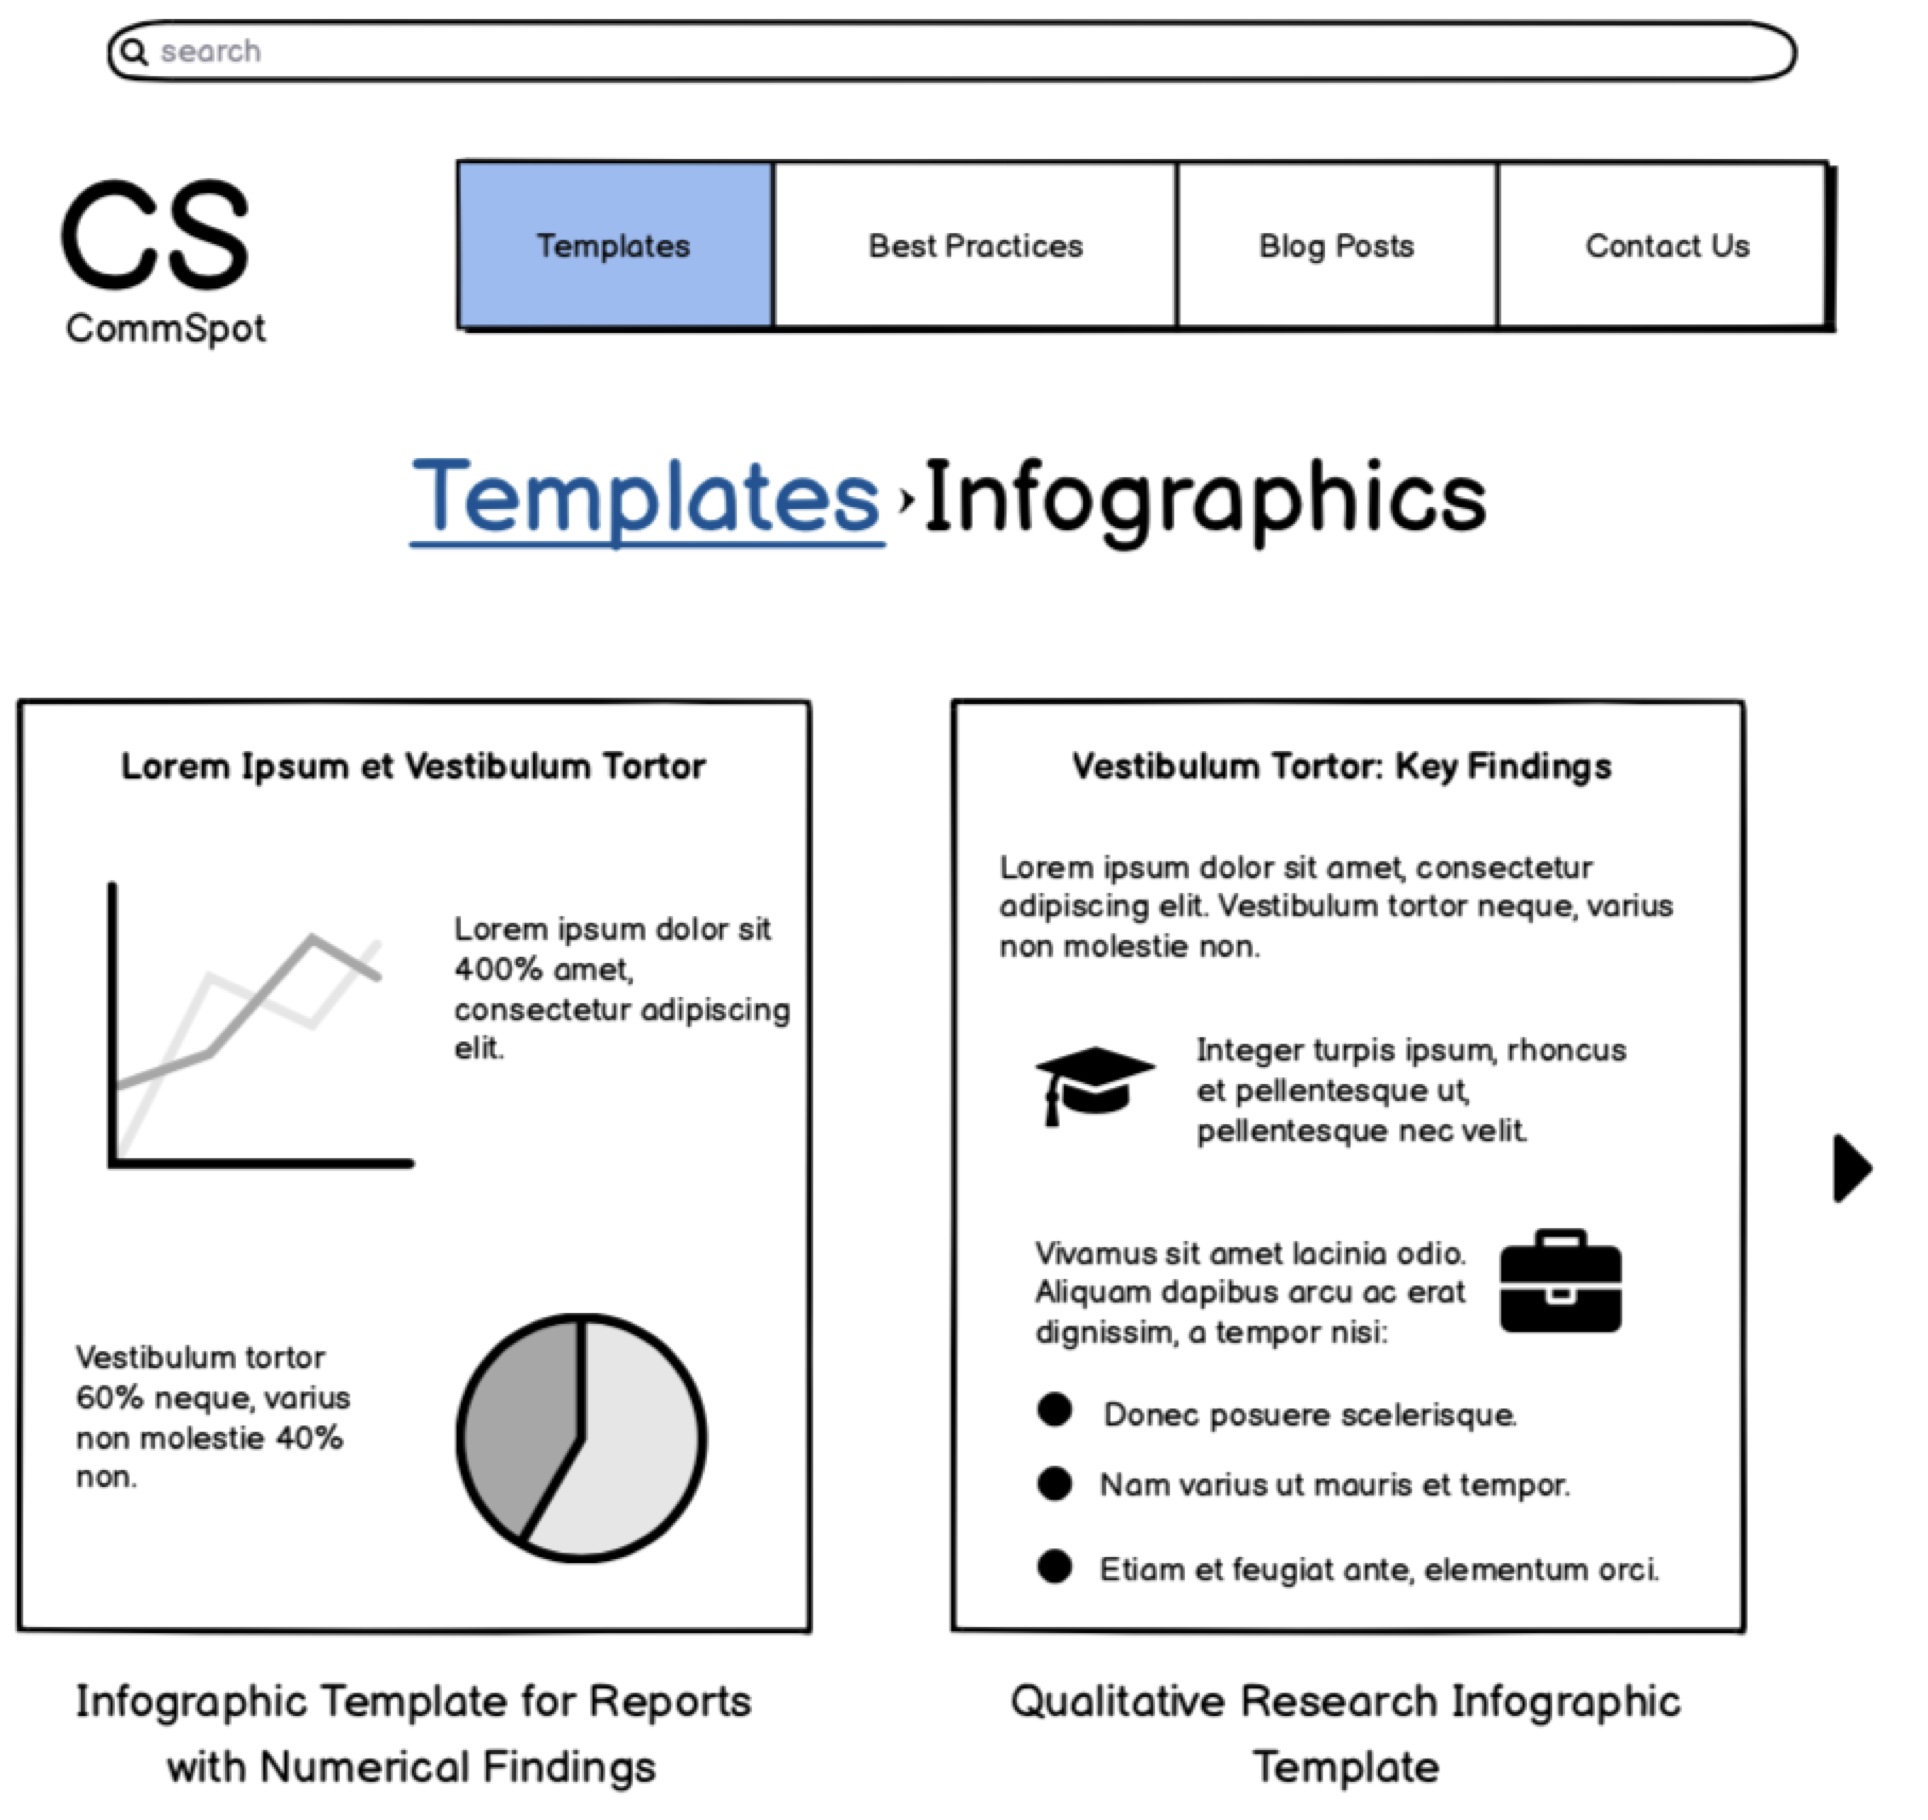 search
CS
CommSpot
Templates
Best Practices
Blog Posts
Contact Us
Templates › Infographics
Lorem Ipsum et Vestibulum Tortor
Lorem ipsum dolor sit
400% amet,
consectetur adipiscing
elit.
Vestibulum tortor
60% neque, varius
non molestie 40%
non.
Infographic Template for Reports
with Numerical Findings
Vestibulum Tortor: Key Findings
Lorem ipsum dolor sit amet, consectetur
adipiscing elit. Vestibulum tortor neque, varius
non molestie non.
Integer turpis ipsum, rhoncus
et pellentesque ut,
pellentesque nec velit.
Vivamus sit amet lacinia odio.
Aliquam dapibus arcu ac erat
dignissim, a tempor nisi:
● Donec posuere scelerisque.
● Nam varius ut mauris et tempor.
● Etiam et feugiat ante, elementum orci.
Qualitative Research Infographic
Template